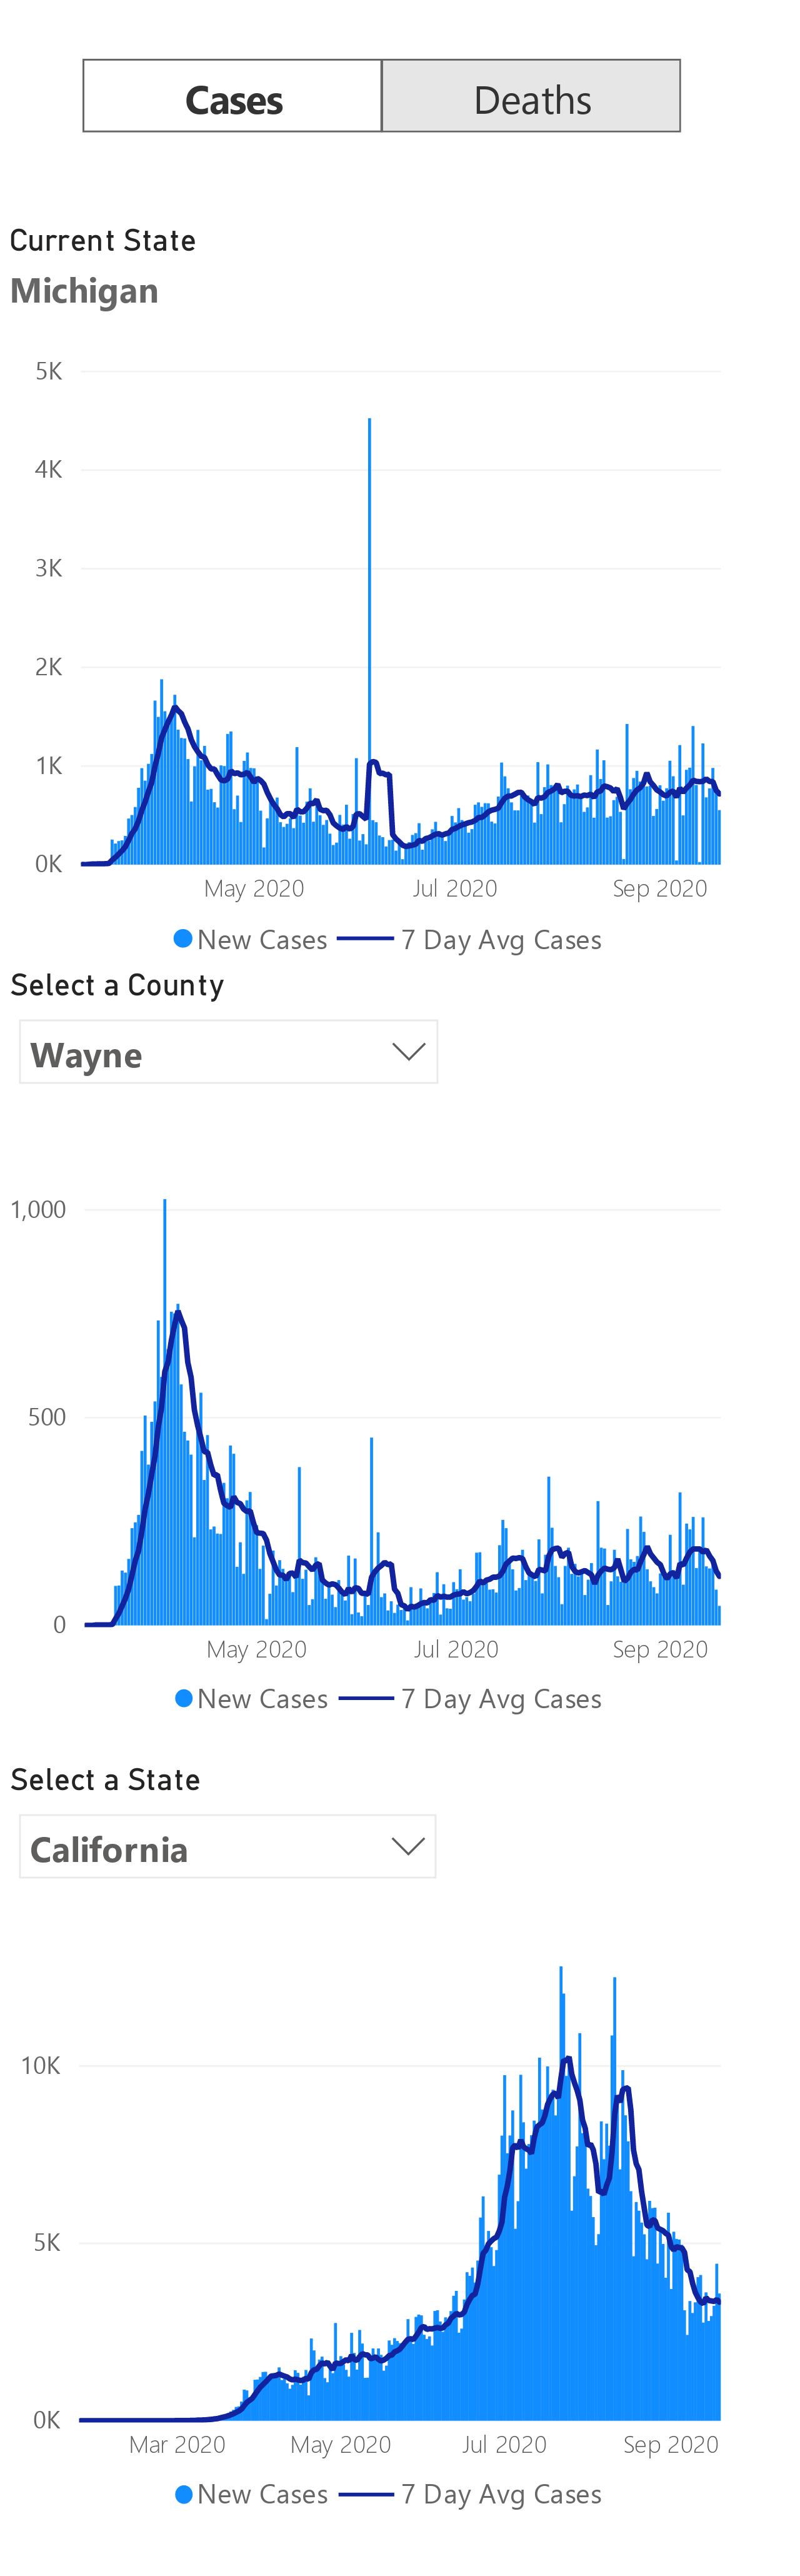 Cases Deaths
Current State
Michigan
5K
4K
3K
2K
1K
0K
May 2020 Jul 2020 Sep 2020
New Cases 7 Day Avg Cases
Select a County
Wayne
1,000
500
0
May 2020 Jul 2020 Sep 2020
New Cases 7 Day Avg Cases
Select a State
California
10K
5K
0K
Mar 2020 May 2020 Jul 2020 Sep 2020
New Cases 7 Day Avg Cases